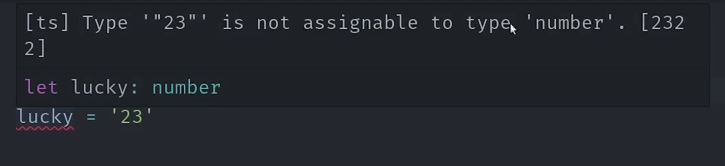 [ts] Type '"23"' is not assignable to type 'number'. [232
2]
let lucky: number
lucky = '23'